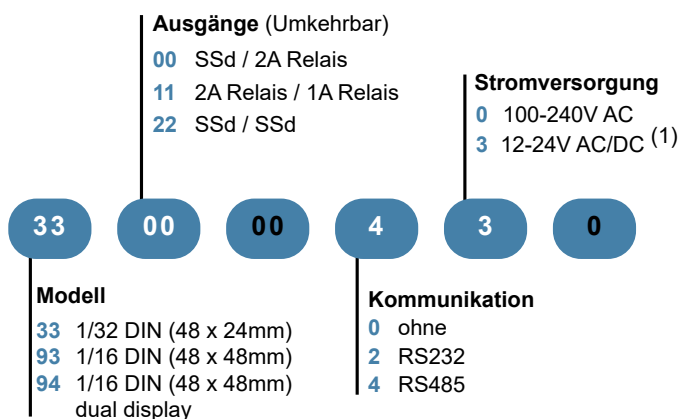 Ausgänge (Umkehrbar)
00 SSd / 2A Relais
11 2A Relais / 1A Relais
22 SSd / SSd
Stromversorgung
0 100-240V AC
3 12-24V AC/DC (1)
33 00 00 4 3 0
Modell
33 1/32 DIN (48 x 24mm)
93 1/16 DIN (48 x 48mm)
94 1/16 DIN (48 x 48mm)
dual display
Kommunikation
0 ohne
2 RS232
4 RS485